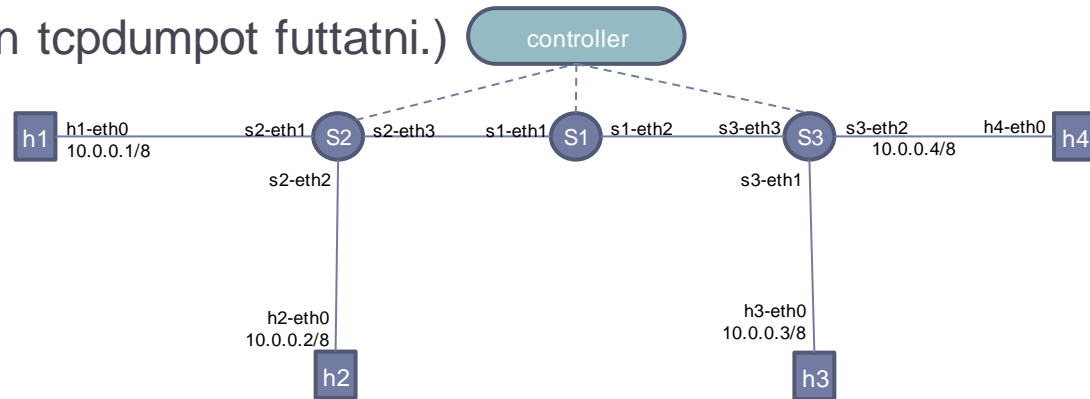 n tcpdumpot futtatni.)
controller
h1
h1-eth0
10.0.0.1/8
s2-eth1
S2
s2-eth3
s1-eth1
S1
s1-eth2
s3-eth3
S3
s3-eth2
10.0.0.4/8
h4-eth0
h4
s2-eth2
s3-eth1
h2-eth0
10.0.0.2/8
h2
h3-eth0
10.0.0.3/8
h3